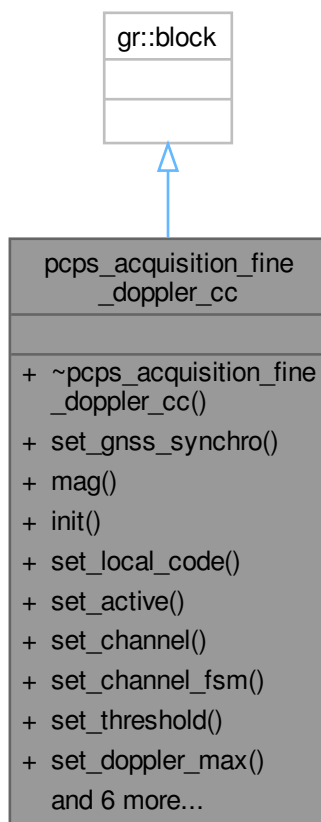 gr::block
pcps_acquisition_fine
_doppler_cc
+ ~pcps_acquisition_fine
_doppler_cc()
+ set_gnss_synchro()
+ mag()
+ init()
+ set_local_code()
+ set_active()
+ set_channel()
+ set_channel_fsm()
+ set_threshold()
+ set_doppler_max()
and 6 more...